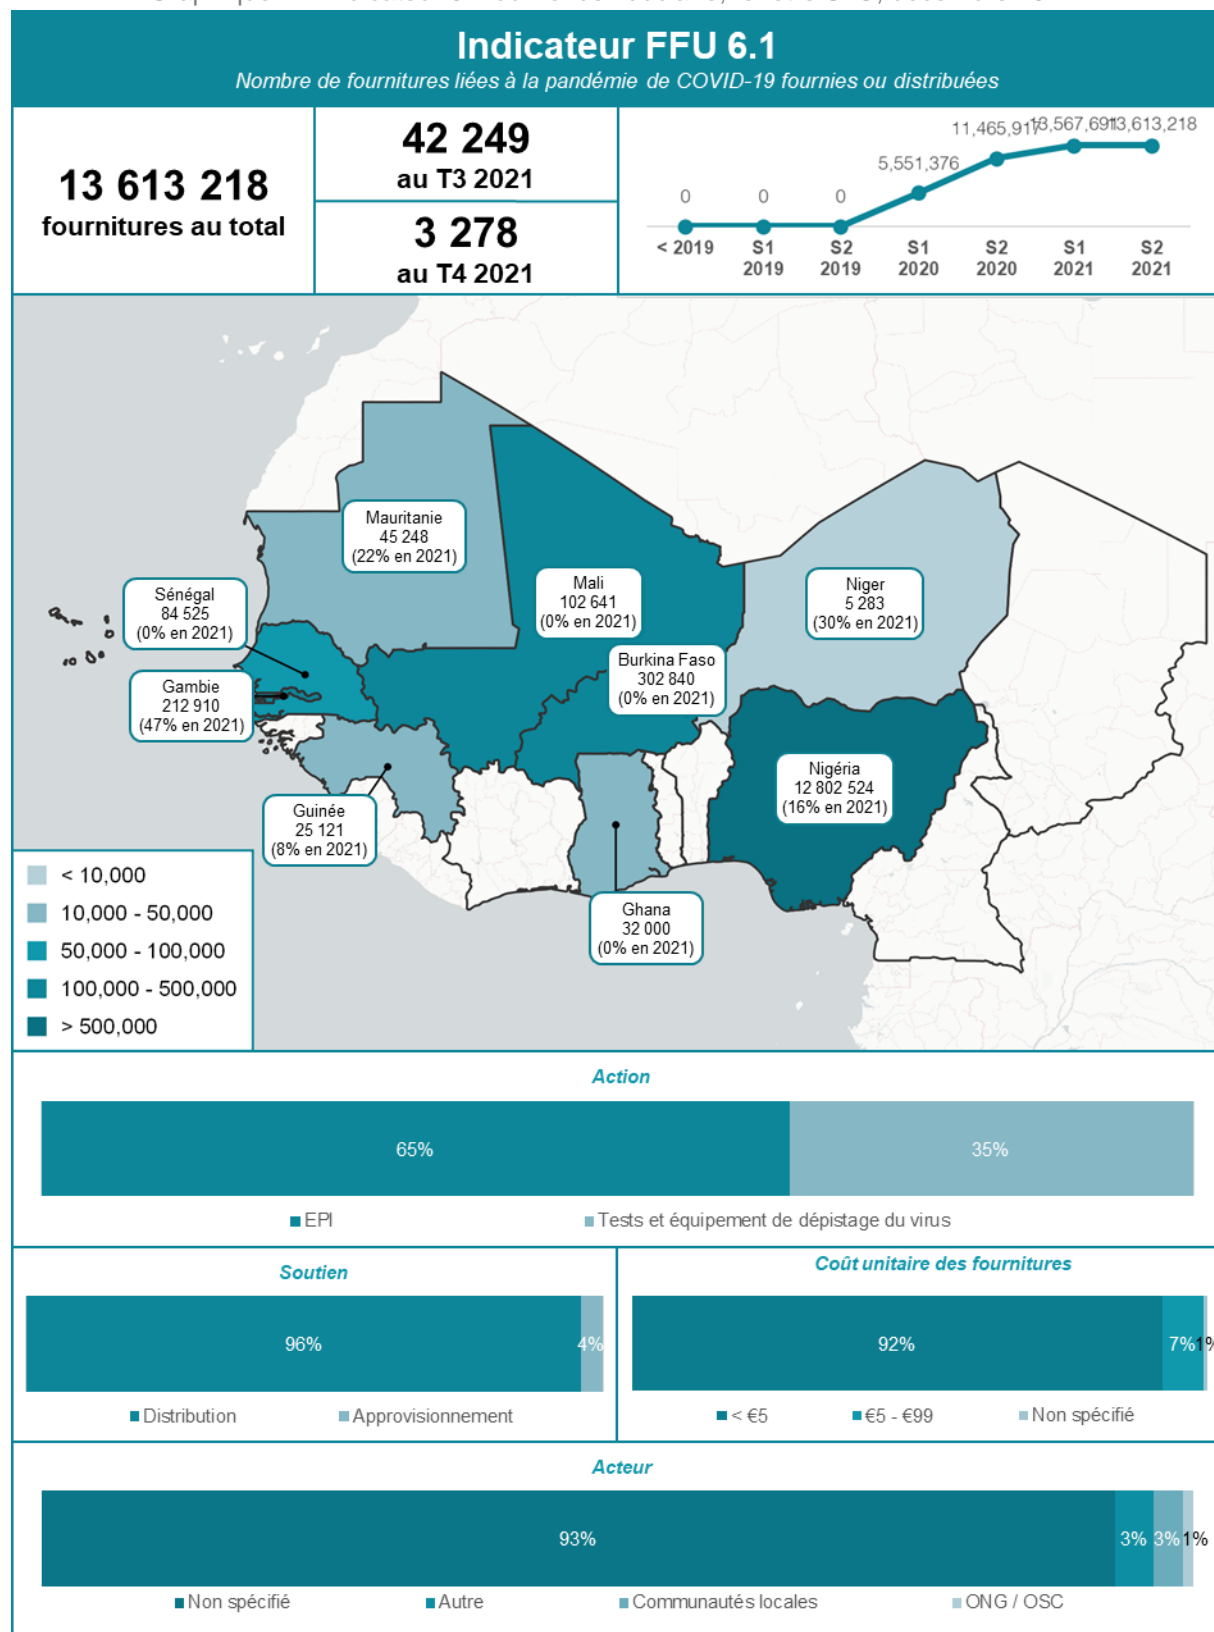 Indicateur FFU 6.1
Nombre de fournitures liées à la pandémie de COVID-19 fournies ou distribuées
13 613 218
fournitures au total
42 249
au T3 2021
3 278
au T4 2021
0
0
0
5,551,376
11,465,917
13,567,691
13,613,218
< 2019
S1
2019
S2
2019
S1
2020
S2
2020
S1
2021
S2
2021
Mauritanie
45 248
(22% en 2021)
Mali
102 641
(0% en 2021)
Niger
5 283
(30% en 2021)
Sénégal
84 525
(0% en 2021)
Burkina Faso
302 840
(0% en 2021)
Gambie
212 910
(47% en 2021)
Nigéria
12 802 524
(16% en 2021)
Guinée
25 121
(8% en 2021)
Ghana
32 000
(0% en 2021)
< 10,000
10,000 - 50,000
50,000 - 100,000
100,000 - 500,000
> 500,000
Action
65%
35%
EPI
Tests et équipement de dépistage du virus
Soutien
96%
4%
Distribution
Approvisionnement
Coût unitaire des fournitures
92%
7%
1%
< €5
€5 - €99
Non spécifié
Acteur
93%
3%
3%
1%
Non spécifié
Autre
Communautés locales
ONG / OSC